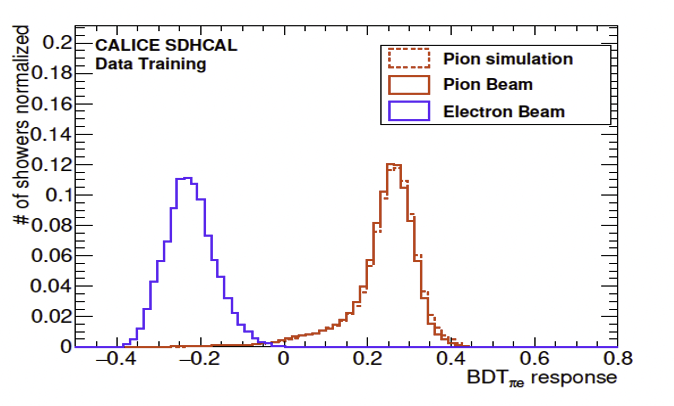 CALICE SDHCAL
Data Training
Pion simulation
Pion Beam
Electron Beam
# of showers normalized
0.2
0.18
0.16
0.14
0.12
0.1
0.08
0.06
0.04
0.02
0
−0.4 −0.2 0 0.2 0.4 0.6 0.8
BDTπe response